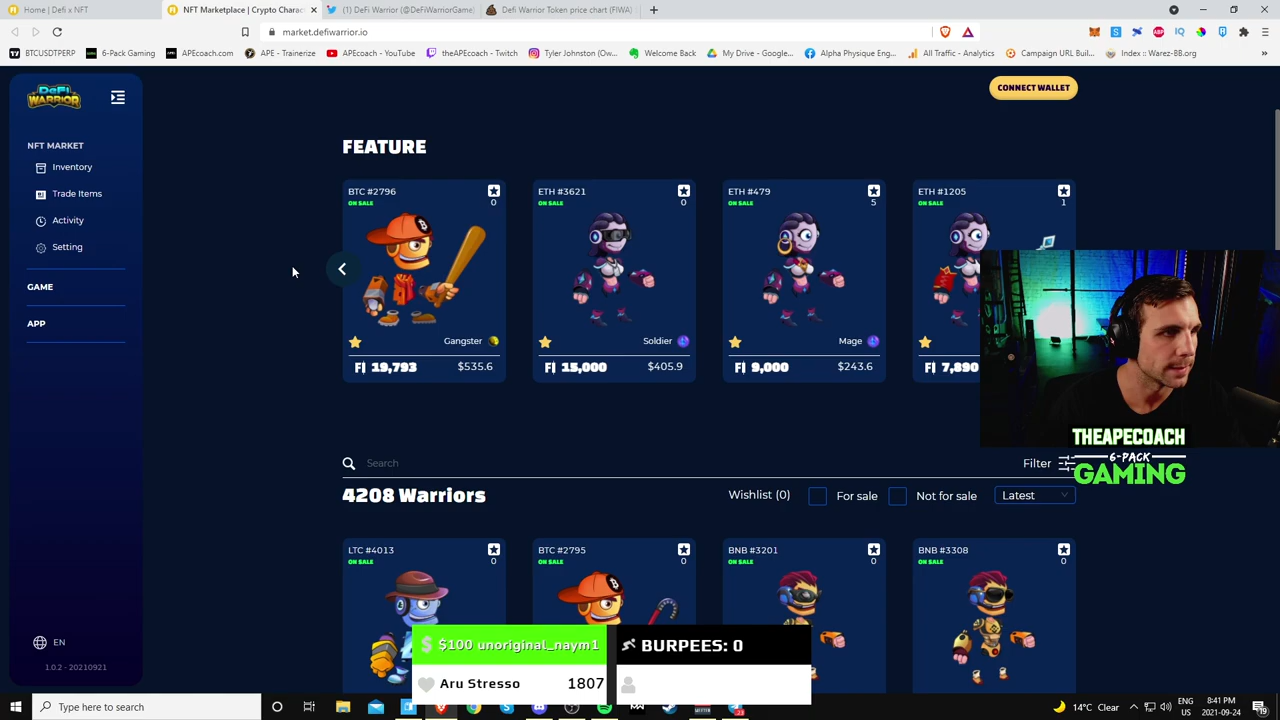 Home | Defi x NFT
NFT Marketplace | Crypto Charac
(1) DeFi Warrior (@DeFiWarriorGame
Defi Warrior Token price chart (FIWA)
market.defiwarrior.io
BTCUSDTPERP
6-Pack Gaming
APEcoach.com
APE - Trainerize
APEcoach - YouTube
theAPEcoach - Twitch
Tyler Johnston (Ow...
Welcome Back
My Drive - Google...
Alpha Physique Eng...
All Traffic - Analytics
Campaign URL Buil...
Index :: Warez-BB.org
DeFi
WARRIOR
CONNECT WALLET
NFT MARKET
Inventory
Trade Items
Activity
Setting
GAME
APP
FEATURE
BTC #2796
ON SALE
0
Gangster
19,793
$535.6
ETH #3621
ON SALE
0
Soldier
15,000
$405.9
ETH #479
ON SALE
5
Mage
9,000
$243.6
ETH #1205
ON SALE
1
7,890
THEAPECOACH
6-PACK
GAMING
Search
Filter
4208 Warriors
Wishlist (0)
For sale
Not for sale
Latest
LTC #4013
ON SALE
0
BTC #2795
ON SALE
0
BNB #3201
ON SALE
0
BNB #3308
ON SALE
0
$100 unoriginal_naym1
BURPEES: 0
Aru Stresso 1807
EN
1.0.2 - 20210921
Type here to search
14°C Clear
ENG
US
8:41 PM
2021-09-24